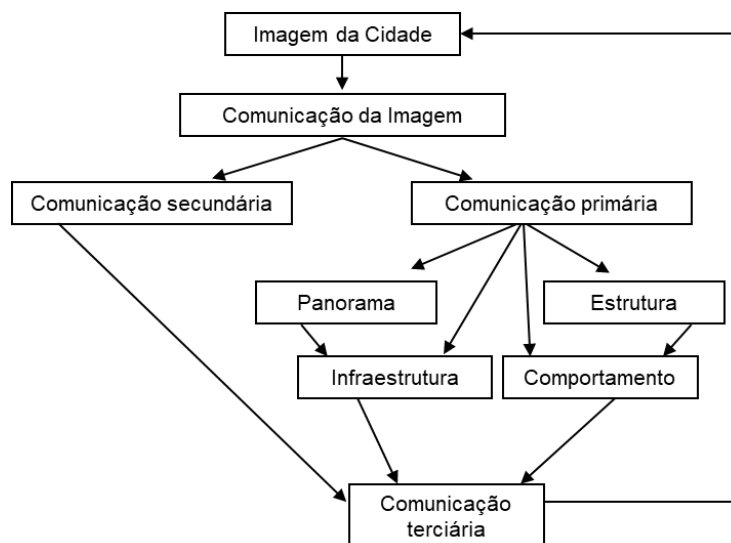 Imagem da Cidade
Comunicação da Imagem
Comunicação secundária
Comunicação primária
Panorama
Estrutura
Infraestrutura
Comportamento
Comunicação
terciária